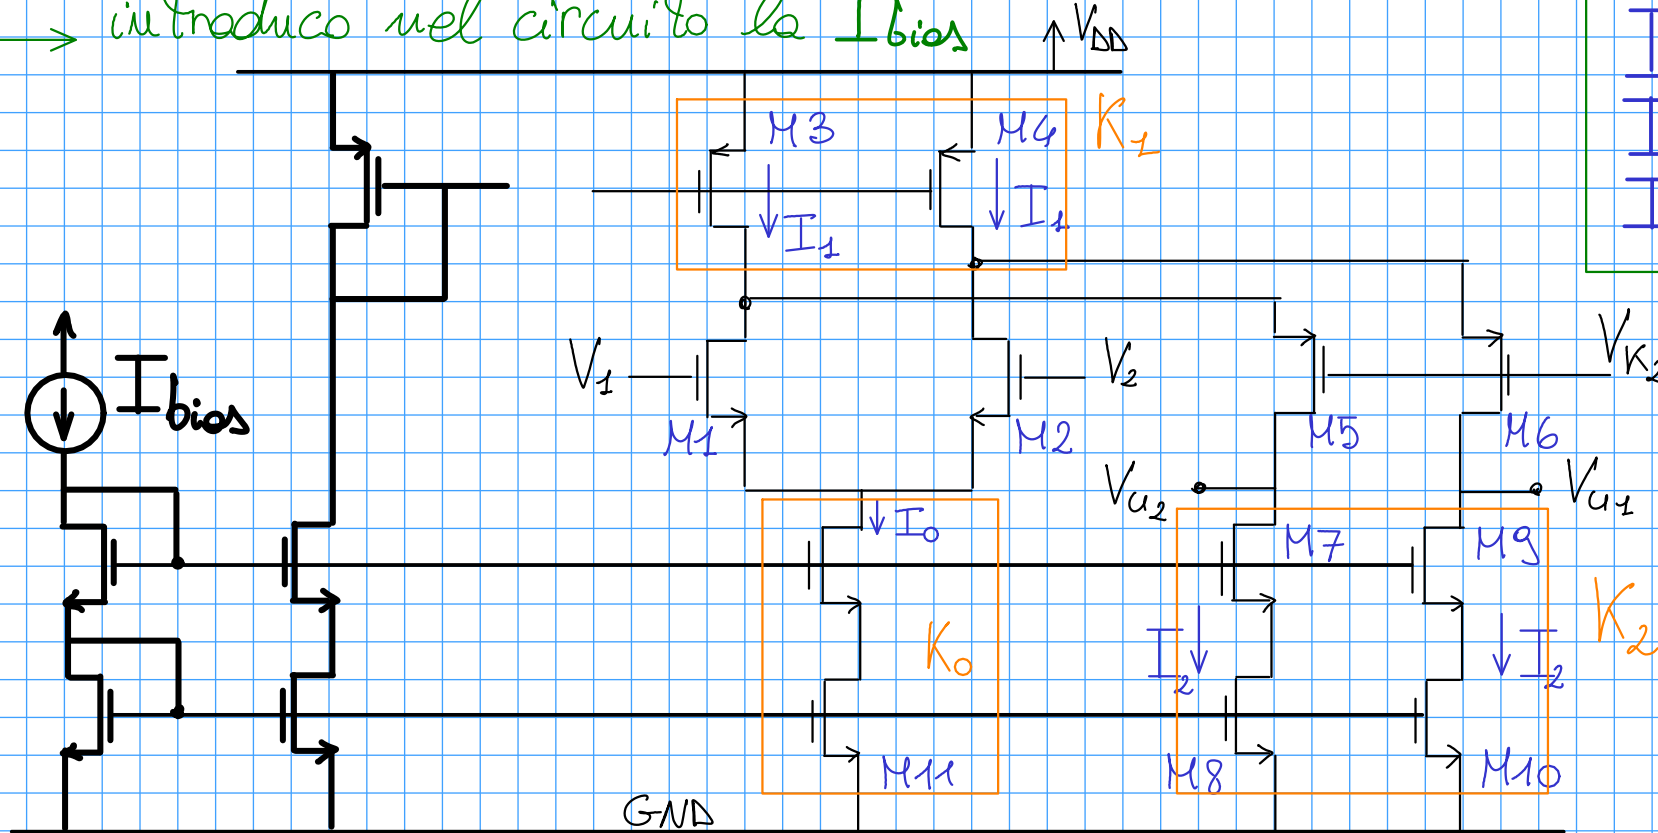 introduco nel circuito la Ibias
VDD
M3
M4
K1
I1
I1
V1
V2
VK2
Ibias
M1
M2
M5
M6
Vu2
Vu1
I0
M7
M9
K0
I2
I2
K2
M11
M8
M10
GND